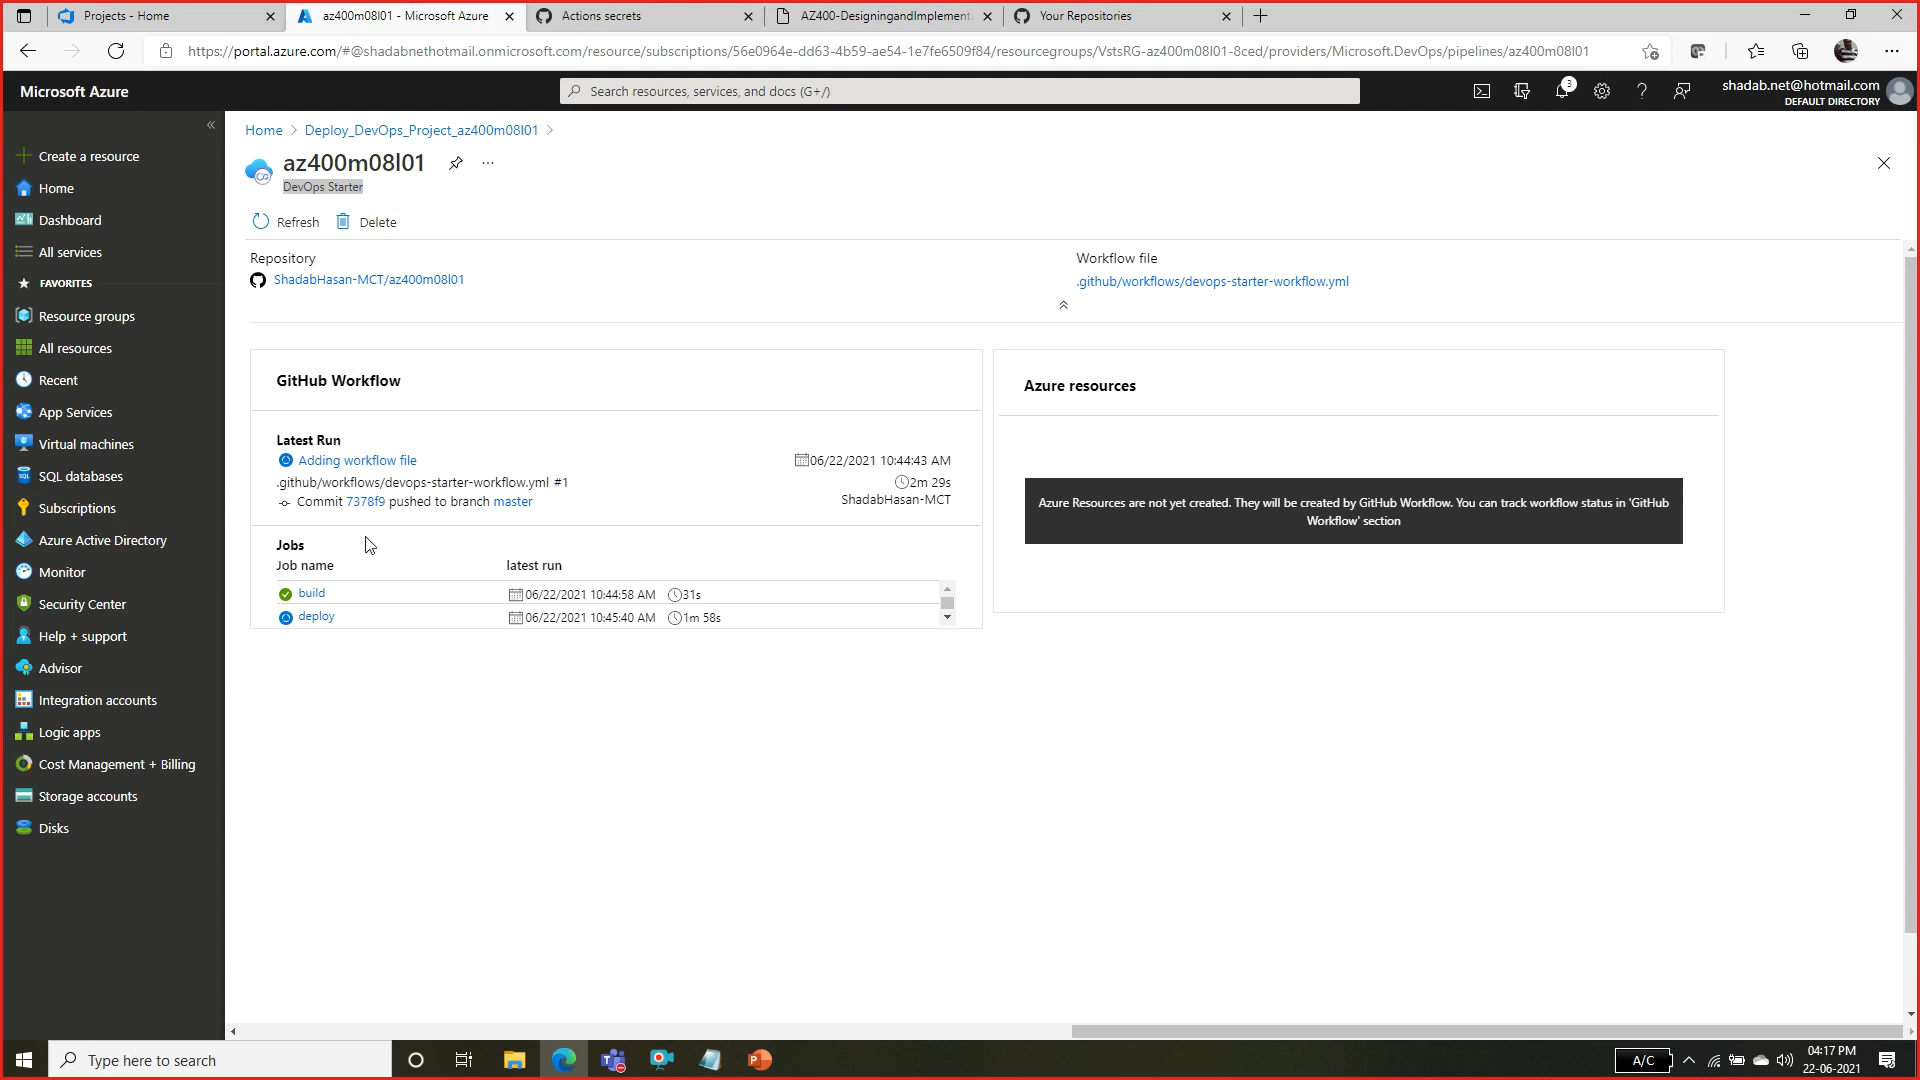 Projects - Home
az400m08l01 - Microsoft Azure
Actions secrets
AZ400-DesigningandImplement
Your Repositories
https://portal.azure.com/#@shadabnethotmail.onmicrosoft.com/resource/subscriptions/56e0964e-dd63-4b59-ae54-1e7fe6509f84/resourcegroups/VstsRG-az400m08l01-8ced/providers/Microsoft.DevOps/pipelines/az400m08l01
Microsoft Azure
Search resources, services, and docs (G+/)
3
shadab.net@hotmail.com
DEFAULT DIRECTORY
Create a resource
Home
Dashboard
All services
FAVORITES
Resource groups
All resources
Recent
App Services
Virtual machines
SQL databases
Subscriptions
Azure Active Directory
Monitor
Security Center
Help + support
Advisor
Integration accounts
Logic apps
Cost Management + Billing
Storage accounts
Disks
Home > Deploy_DevOps_Project_az400m08l01 >
az400m08l01
DevOps Starter
Refresh
Delete
Repository
ShadabHasan-MCT/az400m08l01
Workflow file
.github/workflows/devops-starter-workflow.yml
GitHub Workflow
Latest Run
Adding workflow file
06/22/2021 10:44:43 AM
.github/workflows/devops-starter-workflow.yml #1
2m 29s
Commit 7378f9 pushed to branch master
ShadabHasan-MCT
Jobs
Job name
latest run
build
06/22/2021 10:44:58 AM
31s
deploy
06/22/2021 10:45:40 AM
1m 58s
Azure resources
Azure Resources are not yet created. They will be created by GitHub Workflow. You can track workflow status in 'GitHub
Workflow' section
Type here to search
A/C
04:17 PM
22-06-2021